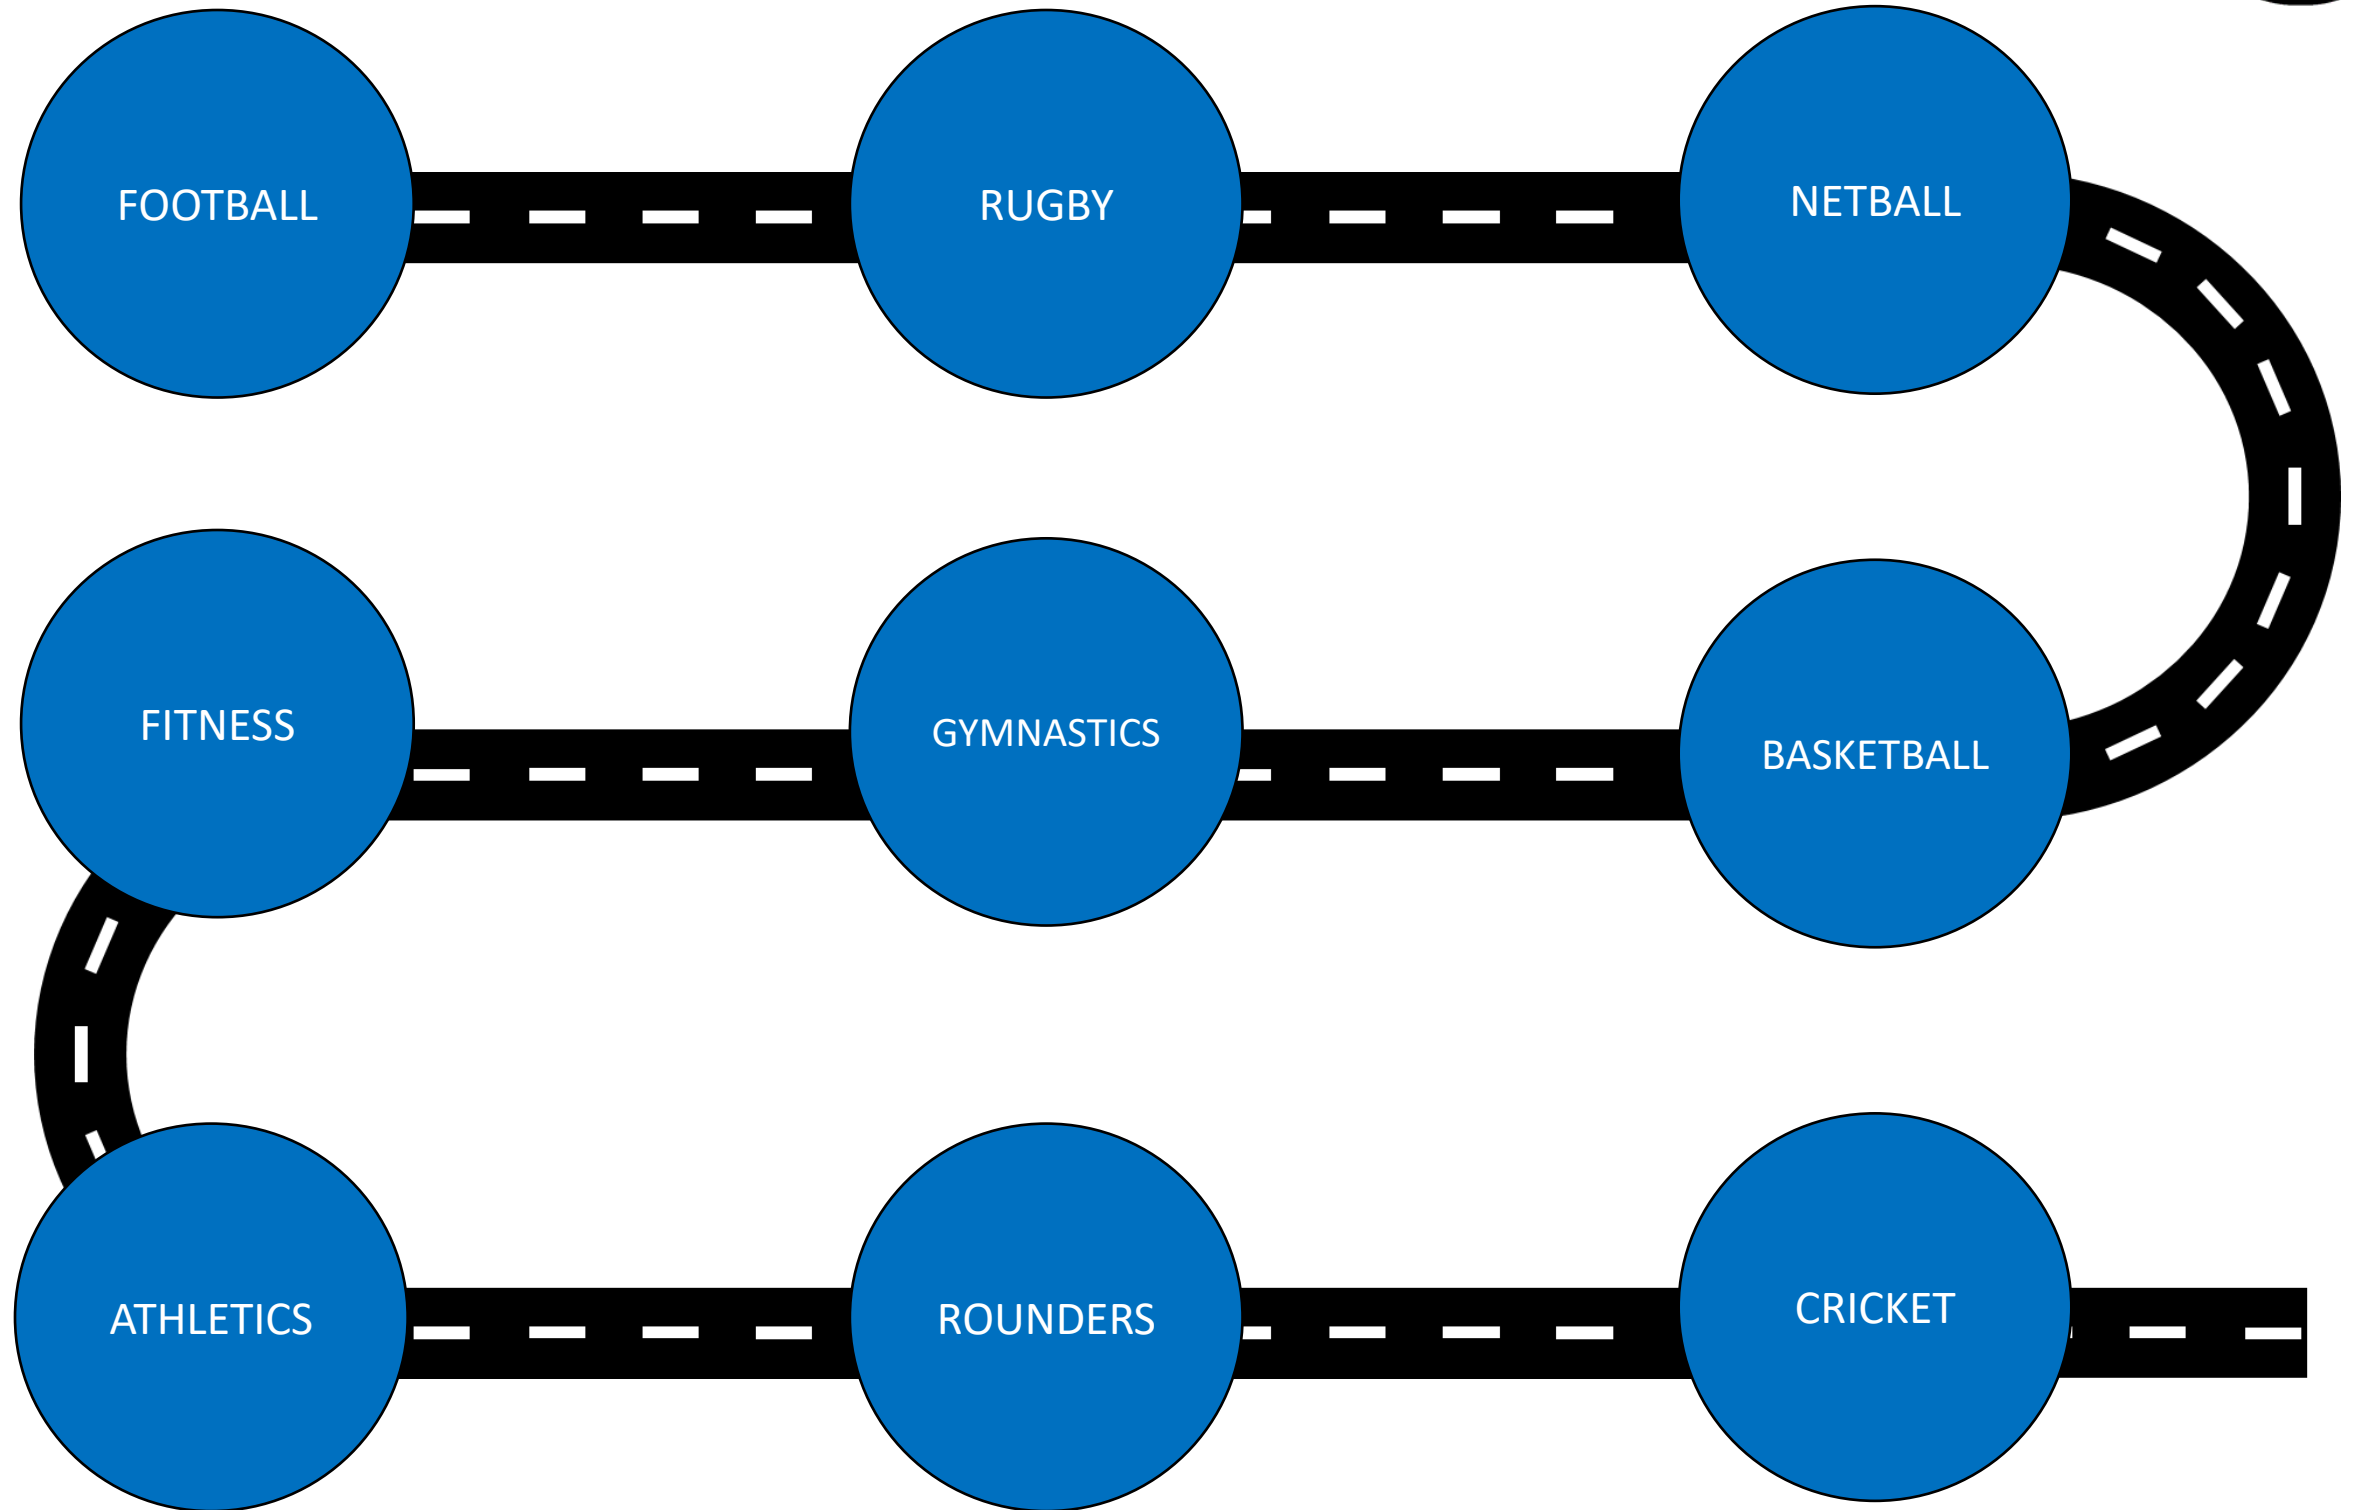 FOOTBALL
RUGBY
NETBALL
FITNESS
GYMNASTICS
BASKETBALL
ATHLETICS
ROUNDERS
CRICKET